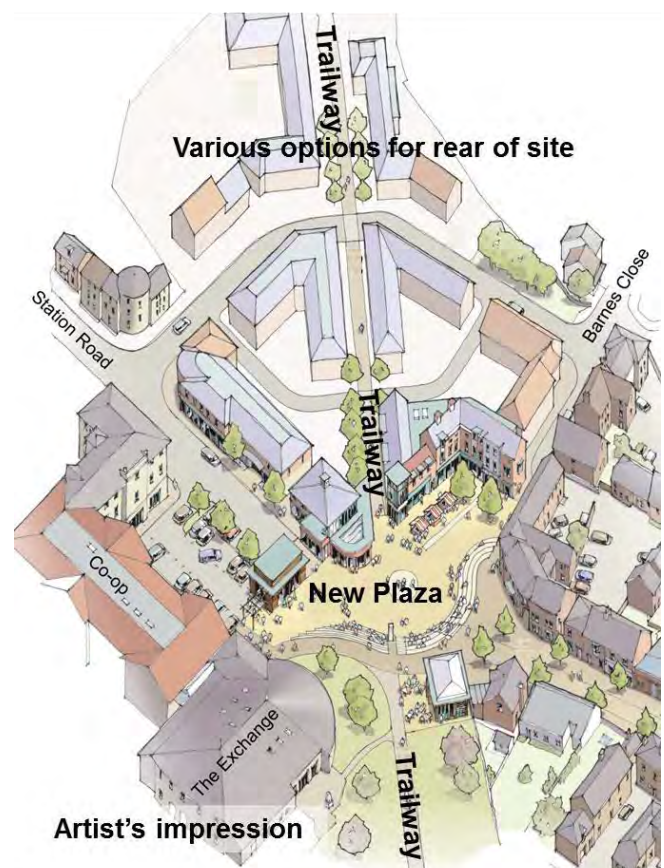 Trailway
Various options for rear of site
Station Road
Barnes Close
Trailway
Co-op
New Plaza
The Exchange
Trailway
Artist's impression